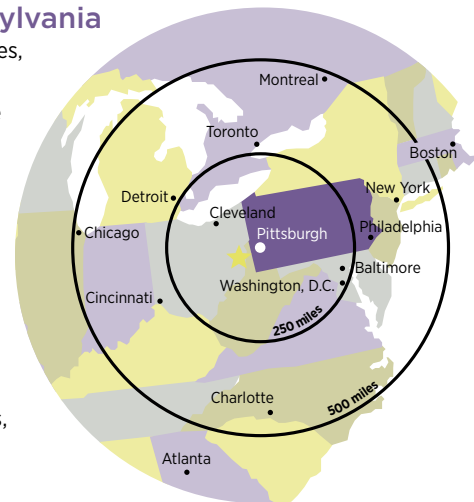 ylvania
es,
Montreal
Toronto
Boston
Detroit
New York
Cleveland
Chicago
Pittsburgh
Philadelphia
Baltimore
Washington, D.C.
Cincinnati
250 miles
500 miles
Charlotte
s,
Atlanta